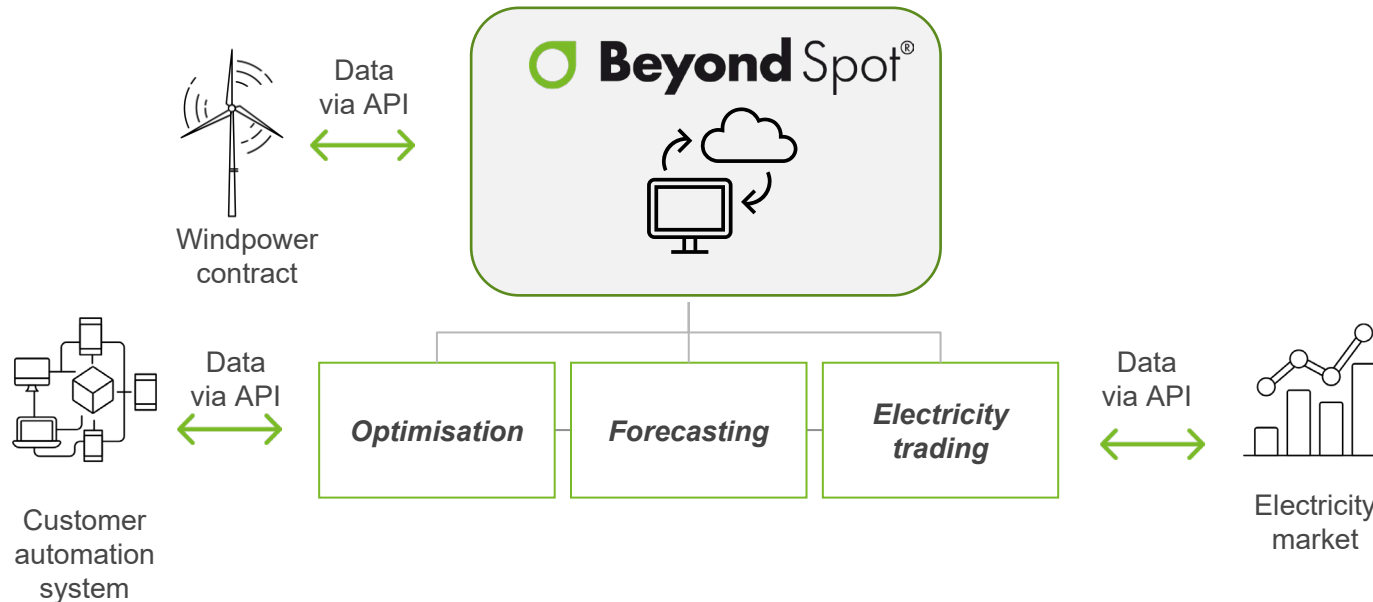 Beyond Spot®
Data
via API
Windpower
contract
Data
via API
Optimisation
Forecasting
Electricity
trading
Data
via API
Customer
automation
system
Electricity
market